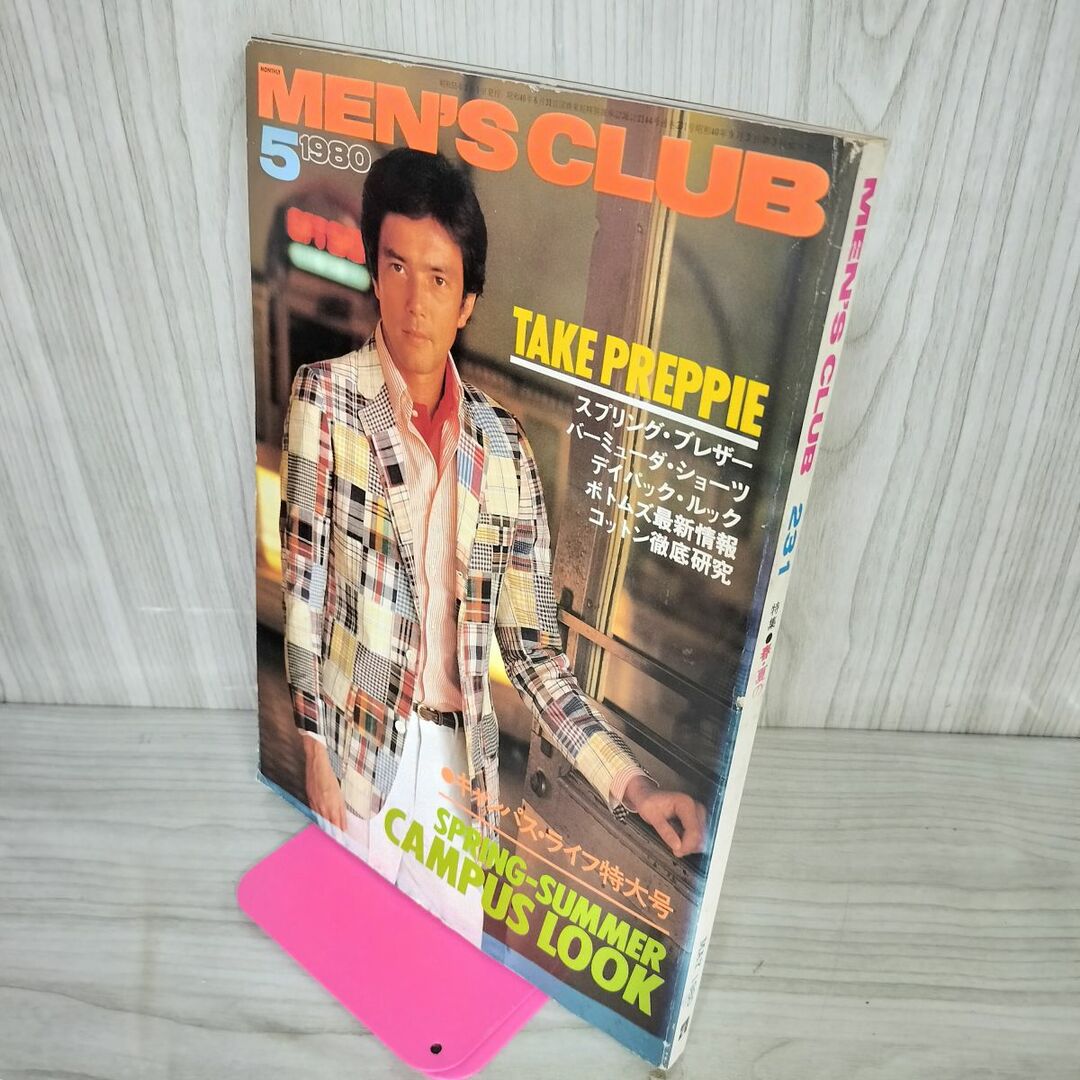 MONTHLY
MEN'S CLUB
5 1980
TAKE PREPPIE
スプリング・ブレザー
バーミューダ・ショーツ
デイパック・ルック
ボトムズ最新情報
コットン徹底研究
●キャンパス・ライフ特大号
SPRING-SUMMER
CAMPUS LOOK
MEN'S CLUB 231 特集●春・夏